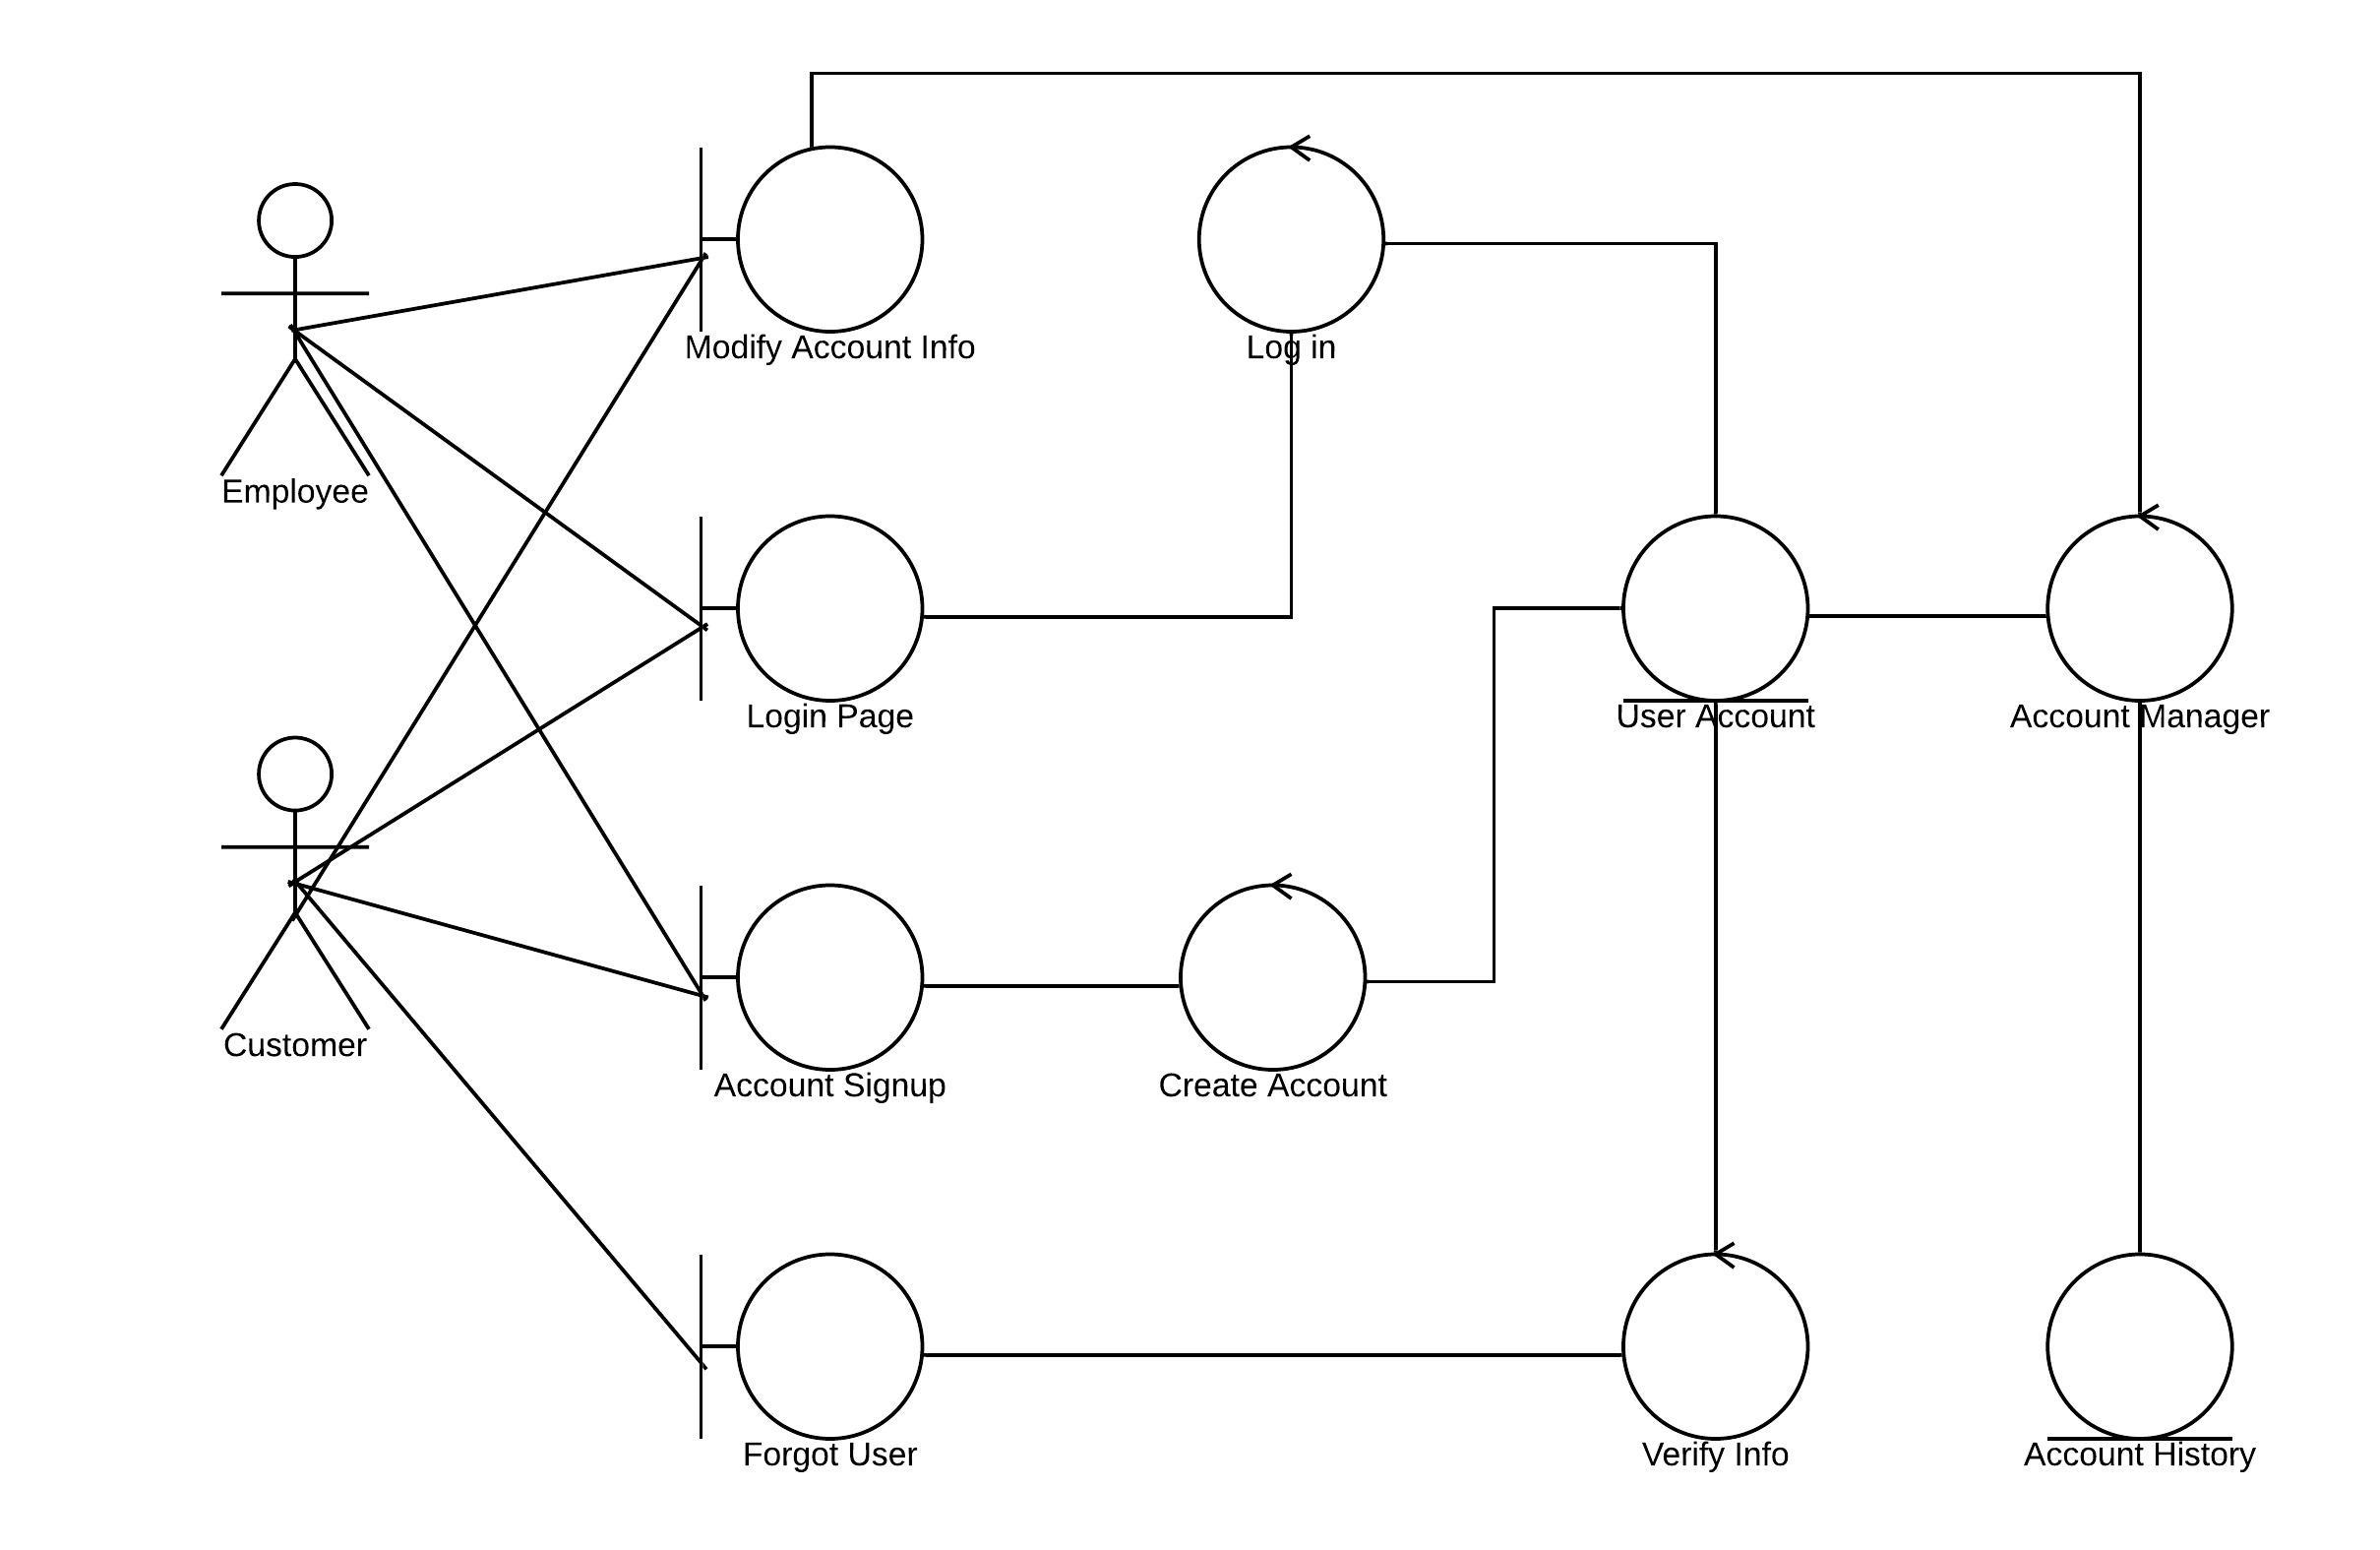 Modify Account Info
Log in
Employee
Login Page
User Account
Account Manager
Customer
Account Signup
Create Account
Forgot User
Verify Info
Account History